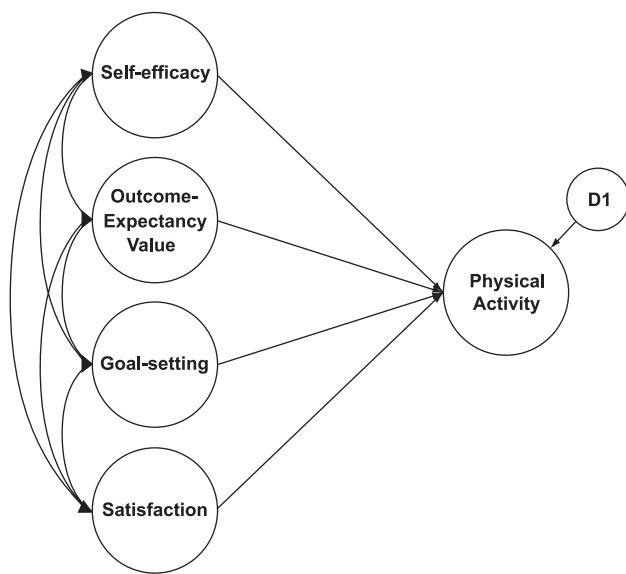 Self-efficacy
Outcome-
Expectancy
Value
D1
Physical
Activity
Goal-setting
Satisfaction